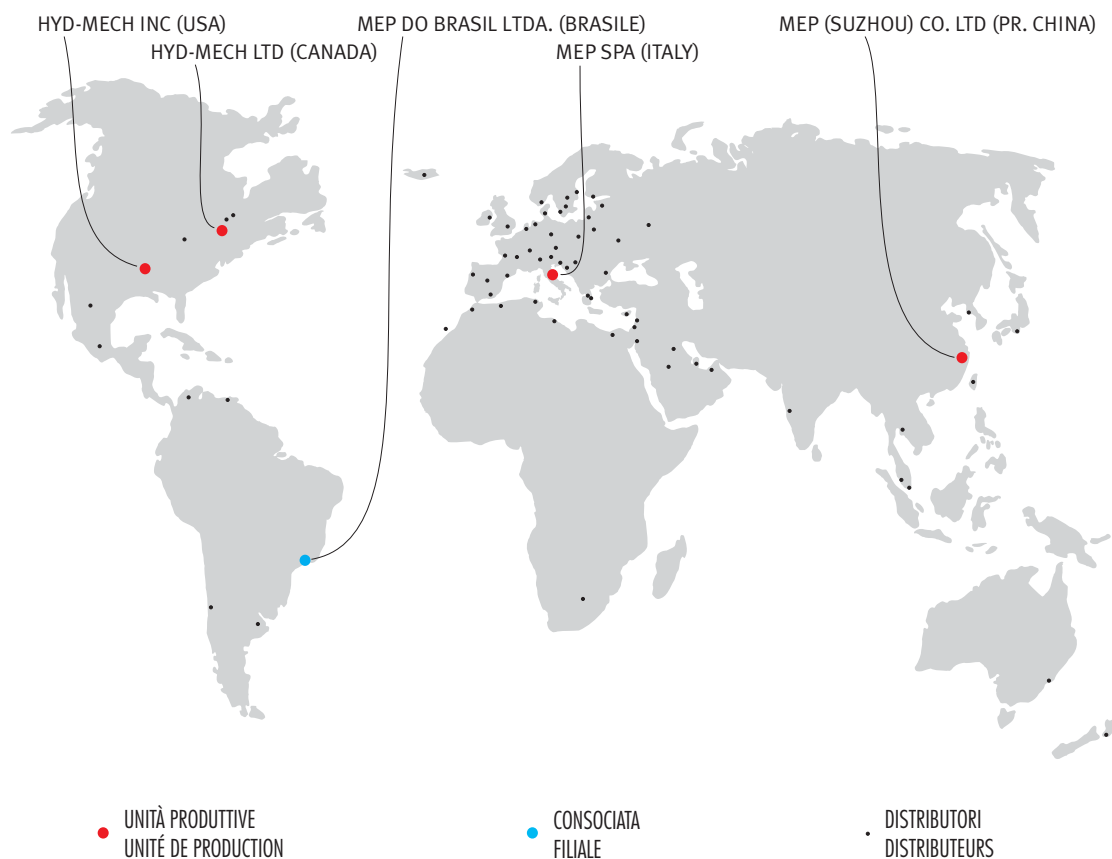 HYD-MECH INC (USA)
MEP DO BRASIL LTDA. (BRASILE)
MEP (SUZHOU) CO. LTD (PR. CHINA)
HYD-MECH LTD (CANADA)
MEP SPA (ITALY)
UNITÀ PRODUTTIVE
UNITÉ DE PRODUCTION
CONSOCIATA
FILIALE
DISTRIBUTORI
DISTRIBUTEURS